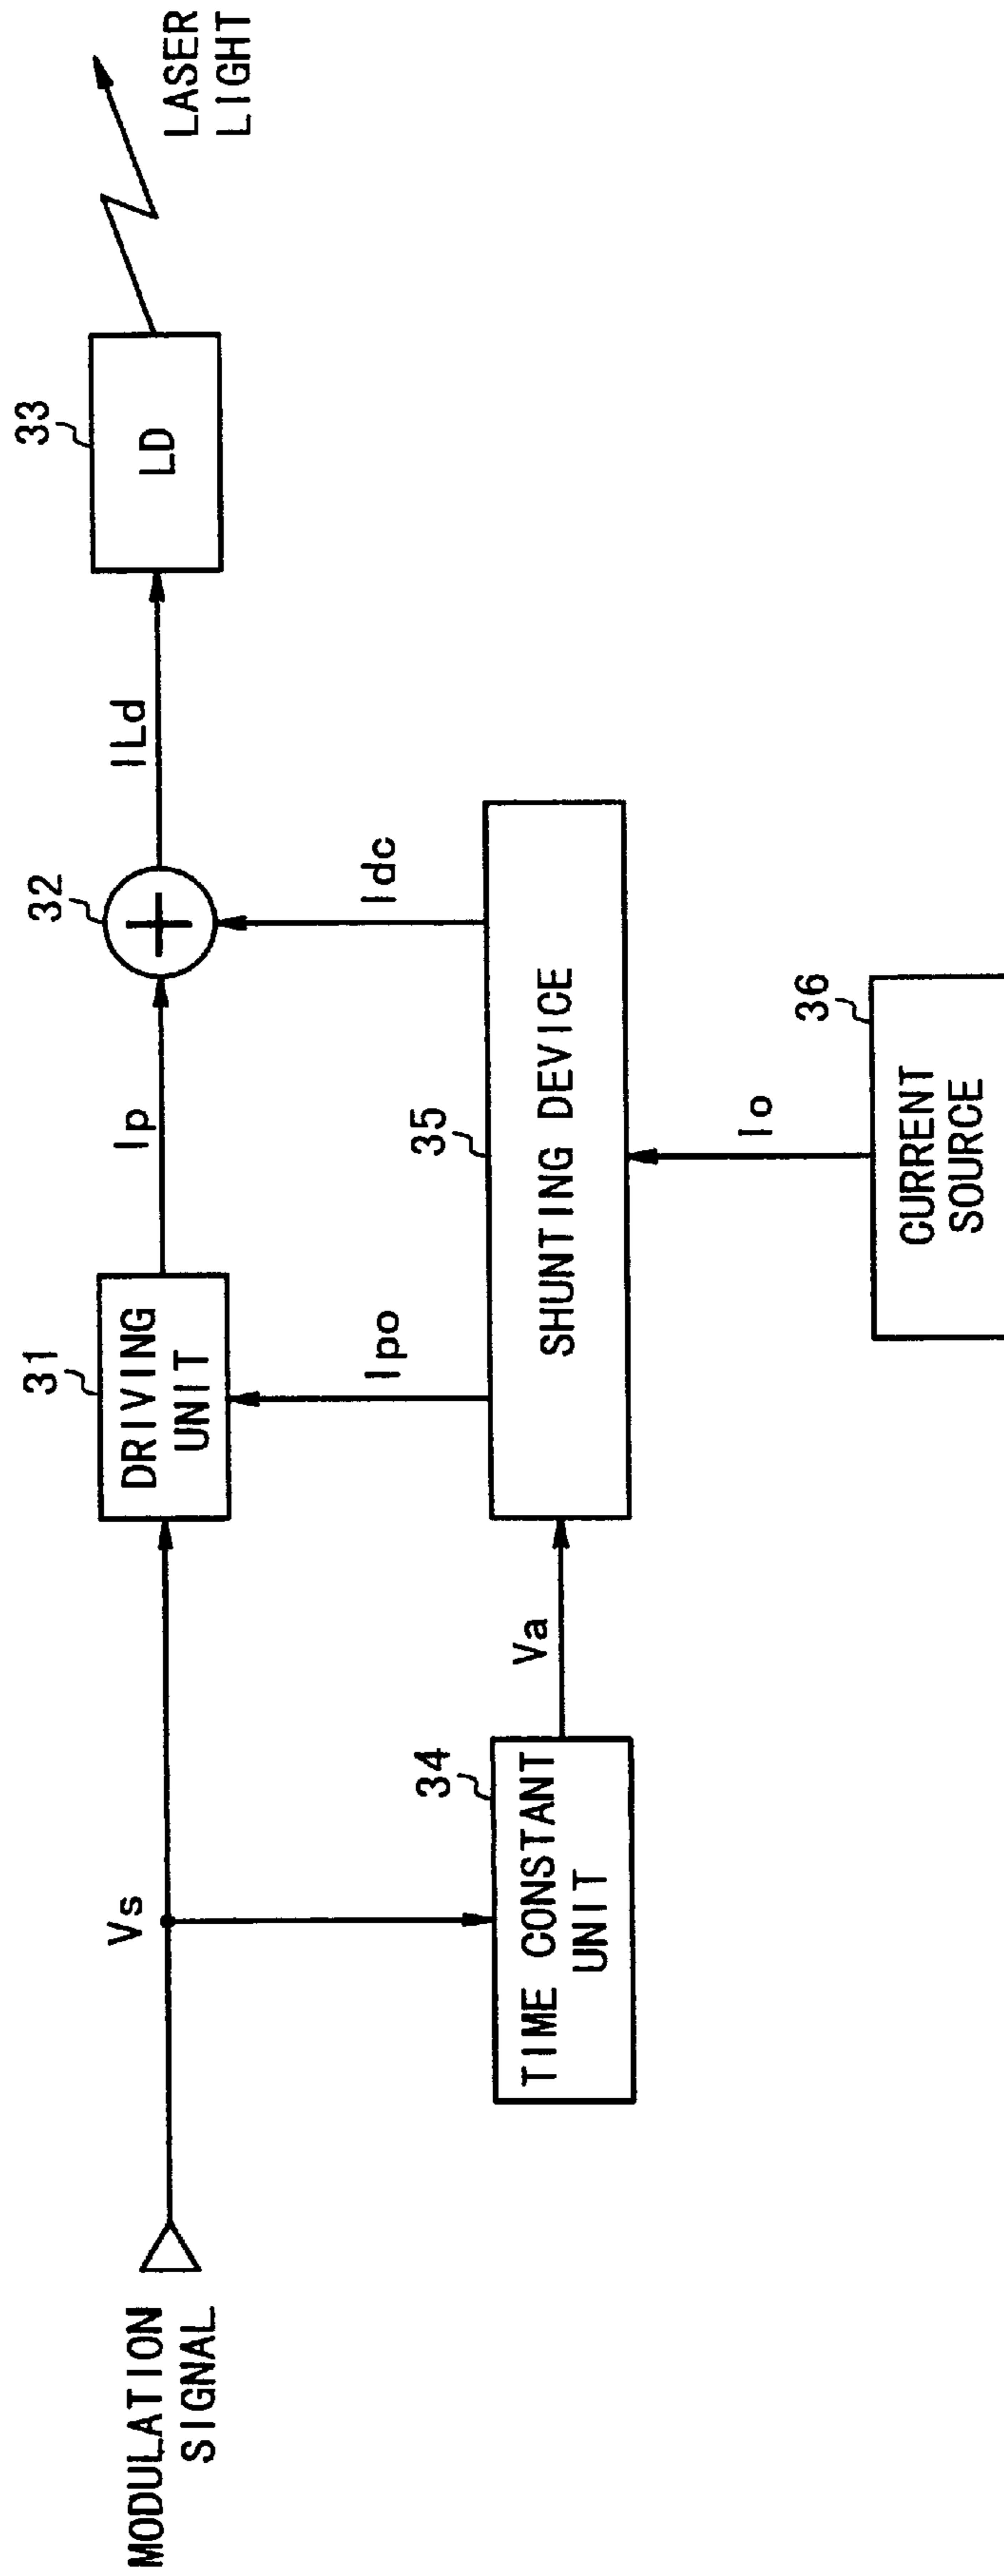 MODULATION
SIGNAL
Vs
31
DRIVING
UNIT
Ip
32
ILd
33
LD
LASER
LIGHT
34
TIME CONSTANT
UNIT
Va
Ipo
Idc
35
SHUNTING DEVICE
Io
36
CURRENT
SOURCE